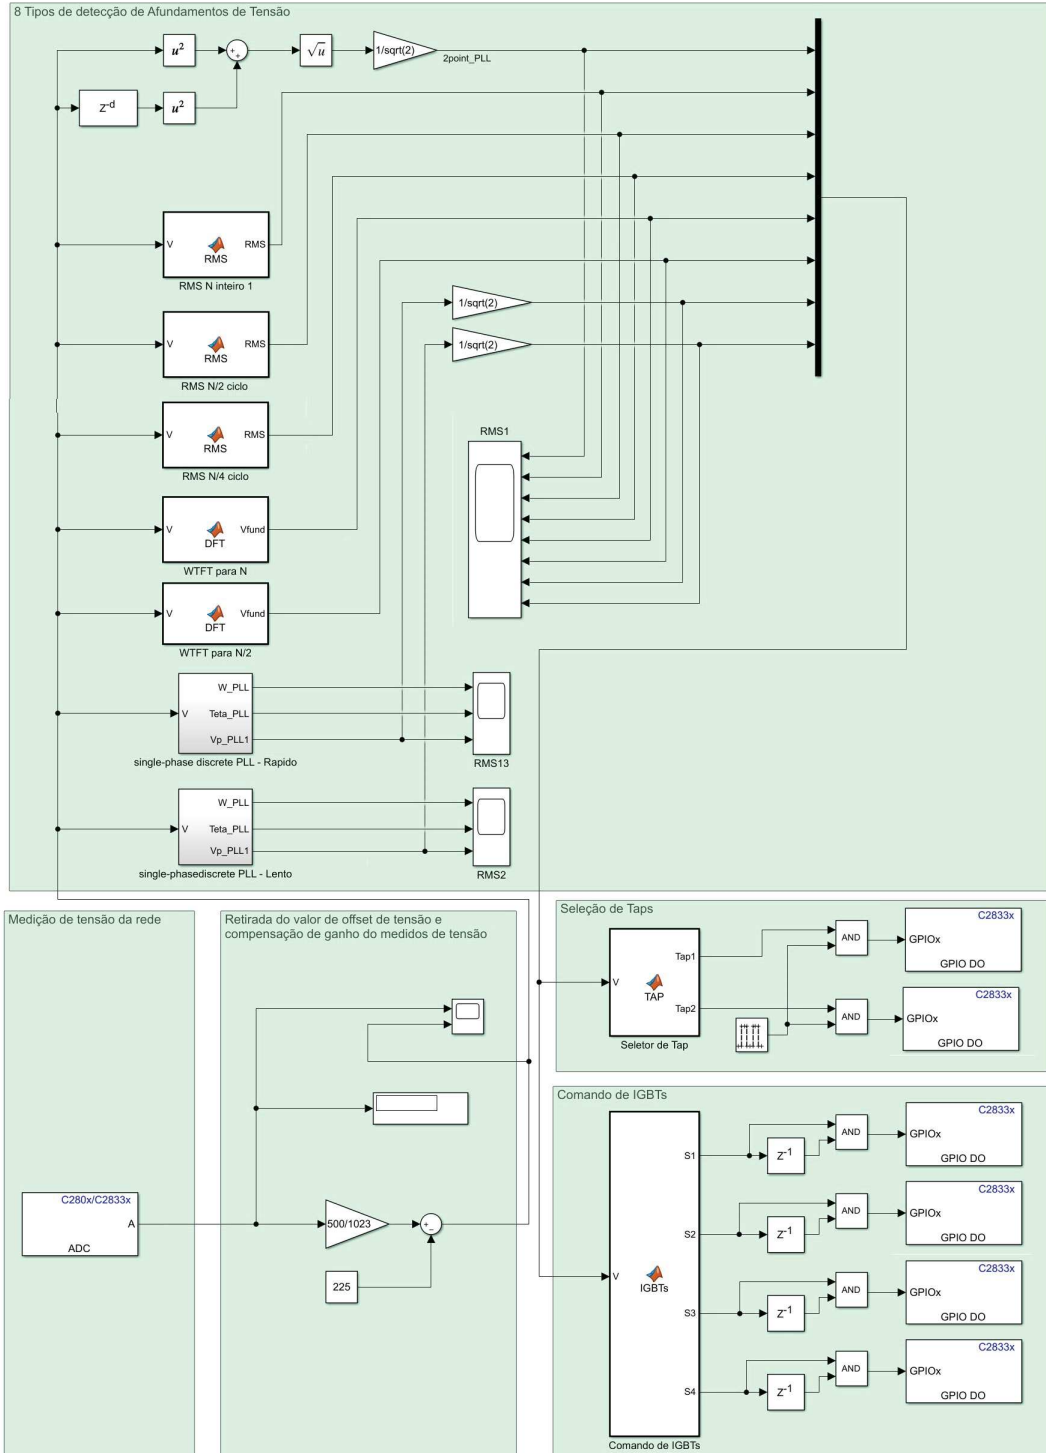 8 Tipos de detecção de Afundamentos de Tensão
u²
+
+
√u
1/sqrt(2)
2point_PLL
Z-d
u²
V
RMS
RMS
RMS N inteiro 1
1/sqrt(2)
V
RMS
RMS
RMS N/2 ciclo
1/sqrt(2)
V
RMS
RMS
RMS N/4 ciclo
RMS1
V
Vfund
DFT
WTFT para N
V
Vfund
DFT
WTFT para N/2
W_PLL
V
Teta_PLL
Vp_PLL1
single-phase discrete PLL - Rapido
RMS13
W_PLL
V
Teta_PLL
Vp_PLL1
single-phasediscrete PLL - Lento
RMS2
Medição de tensão da rede
C280x/C2833x
A
ADC
Retirada do valor de offset de tensão e
compensação de ganho do medidos de tensão
500/1023
+
−
225
Seleção de Taps
V
TAP
Tap1
Tap2
Seletor de Tap
AND
C2833x
GPIOx
GPIO DO
AND
C2833x
GPIOx
GPIO DO
Comando de IGBTs
V
IGBTs
S1
Z-1
AND
C2833x
GPIOx
GPIO DO
S2
Z-1
AND
C2833x
GPIOx
GPIO DO
S3
Z-1
AND
C2833x
GPIOx
GPIO DO
S4
Z-1
AND
C2833x
GPIOx
GPIO DO
Comando de IGBTs